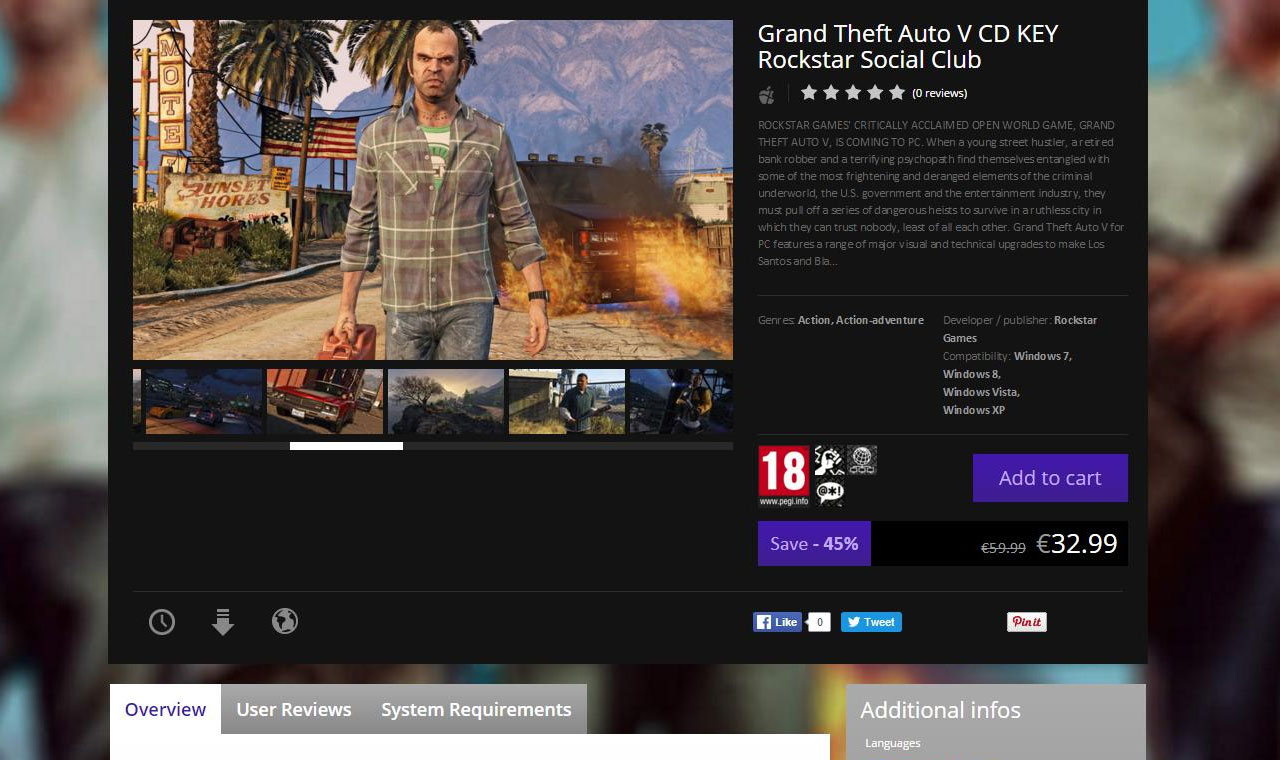 MOTEL
SUNSET
SHORES
Grand Theft Auto V CD KEY
Rockstar Social Club
(0 reviews)
ROCKSTAR GAMES' CRITICALLY ACCLAIMED OPEN WORLD GAME, GRAND
THEFT AUTO V, IS COMING TO PC. When a young street hustler, a retired
bank robber and a terrifying psychopath find themselves entangled with
some of the most frightening and deranged elements of the criminal
underworld, the U.S. government and the entertainment industry, they
must pull off a series of dangerous heists to survive in a ruthless city in
which they can trust nobody, least of all each other. Grand Theft Auto V for
PC features a range of major visual and technical upgrades to make Los
Santos and Bla...
Genres: Action, Action-adventure
Developer / publisher: Rockstar
Games
Compatibility: Windows 7,
Windows 8,
Windows Vista,
Windows XP
18
www.pegi.info
@*!
Add to cart
Save - 45%
€59.99 €32.99
Like 0
Tweet
Pinit
Overview
User Reviews
System Requirements
Additional infos
Languages